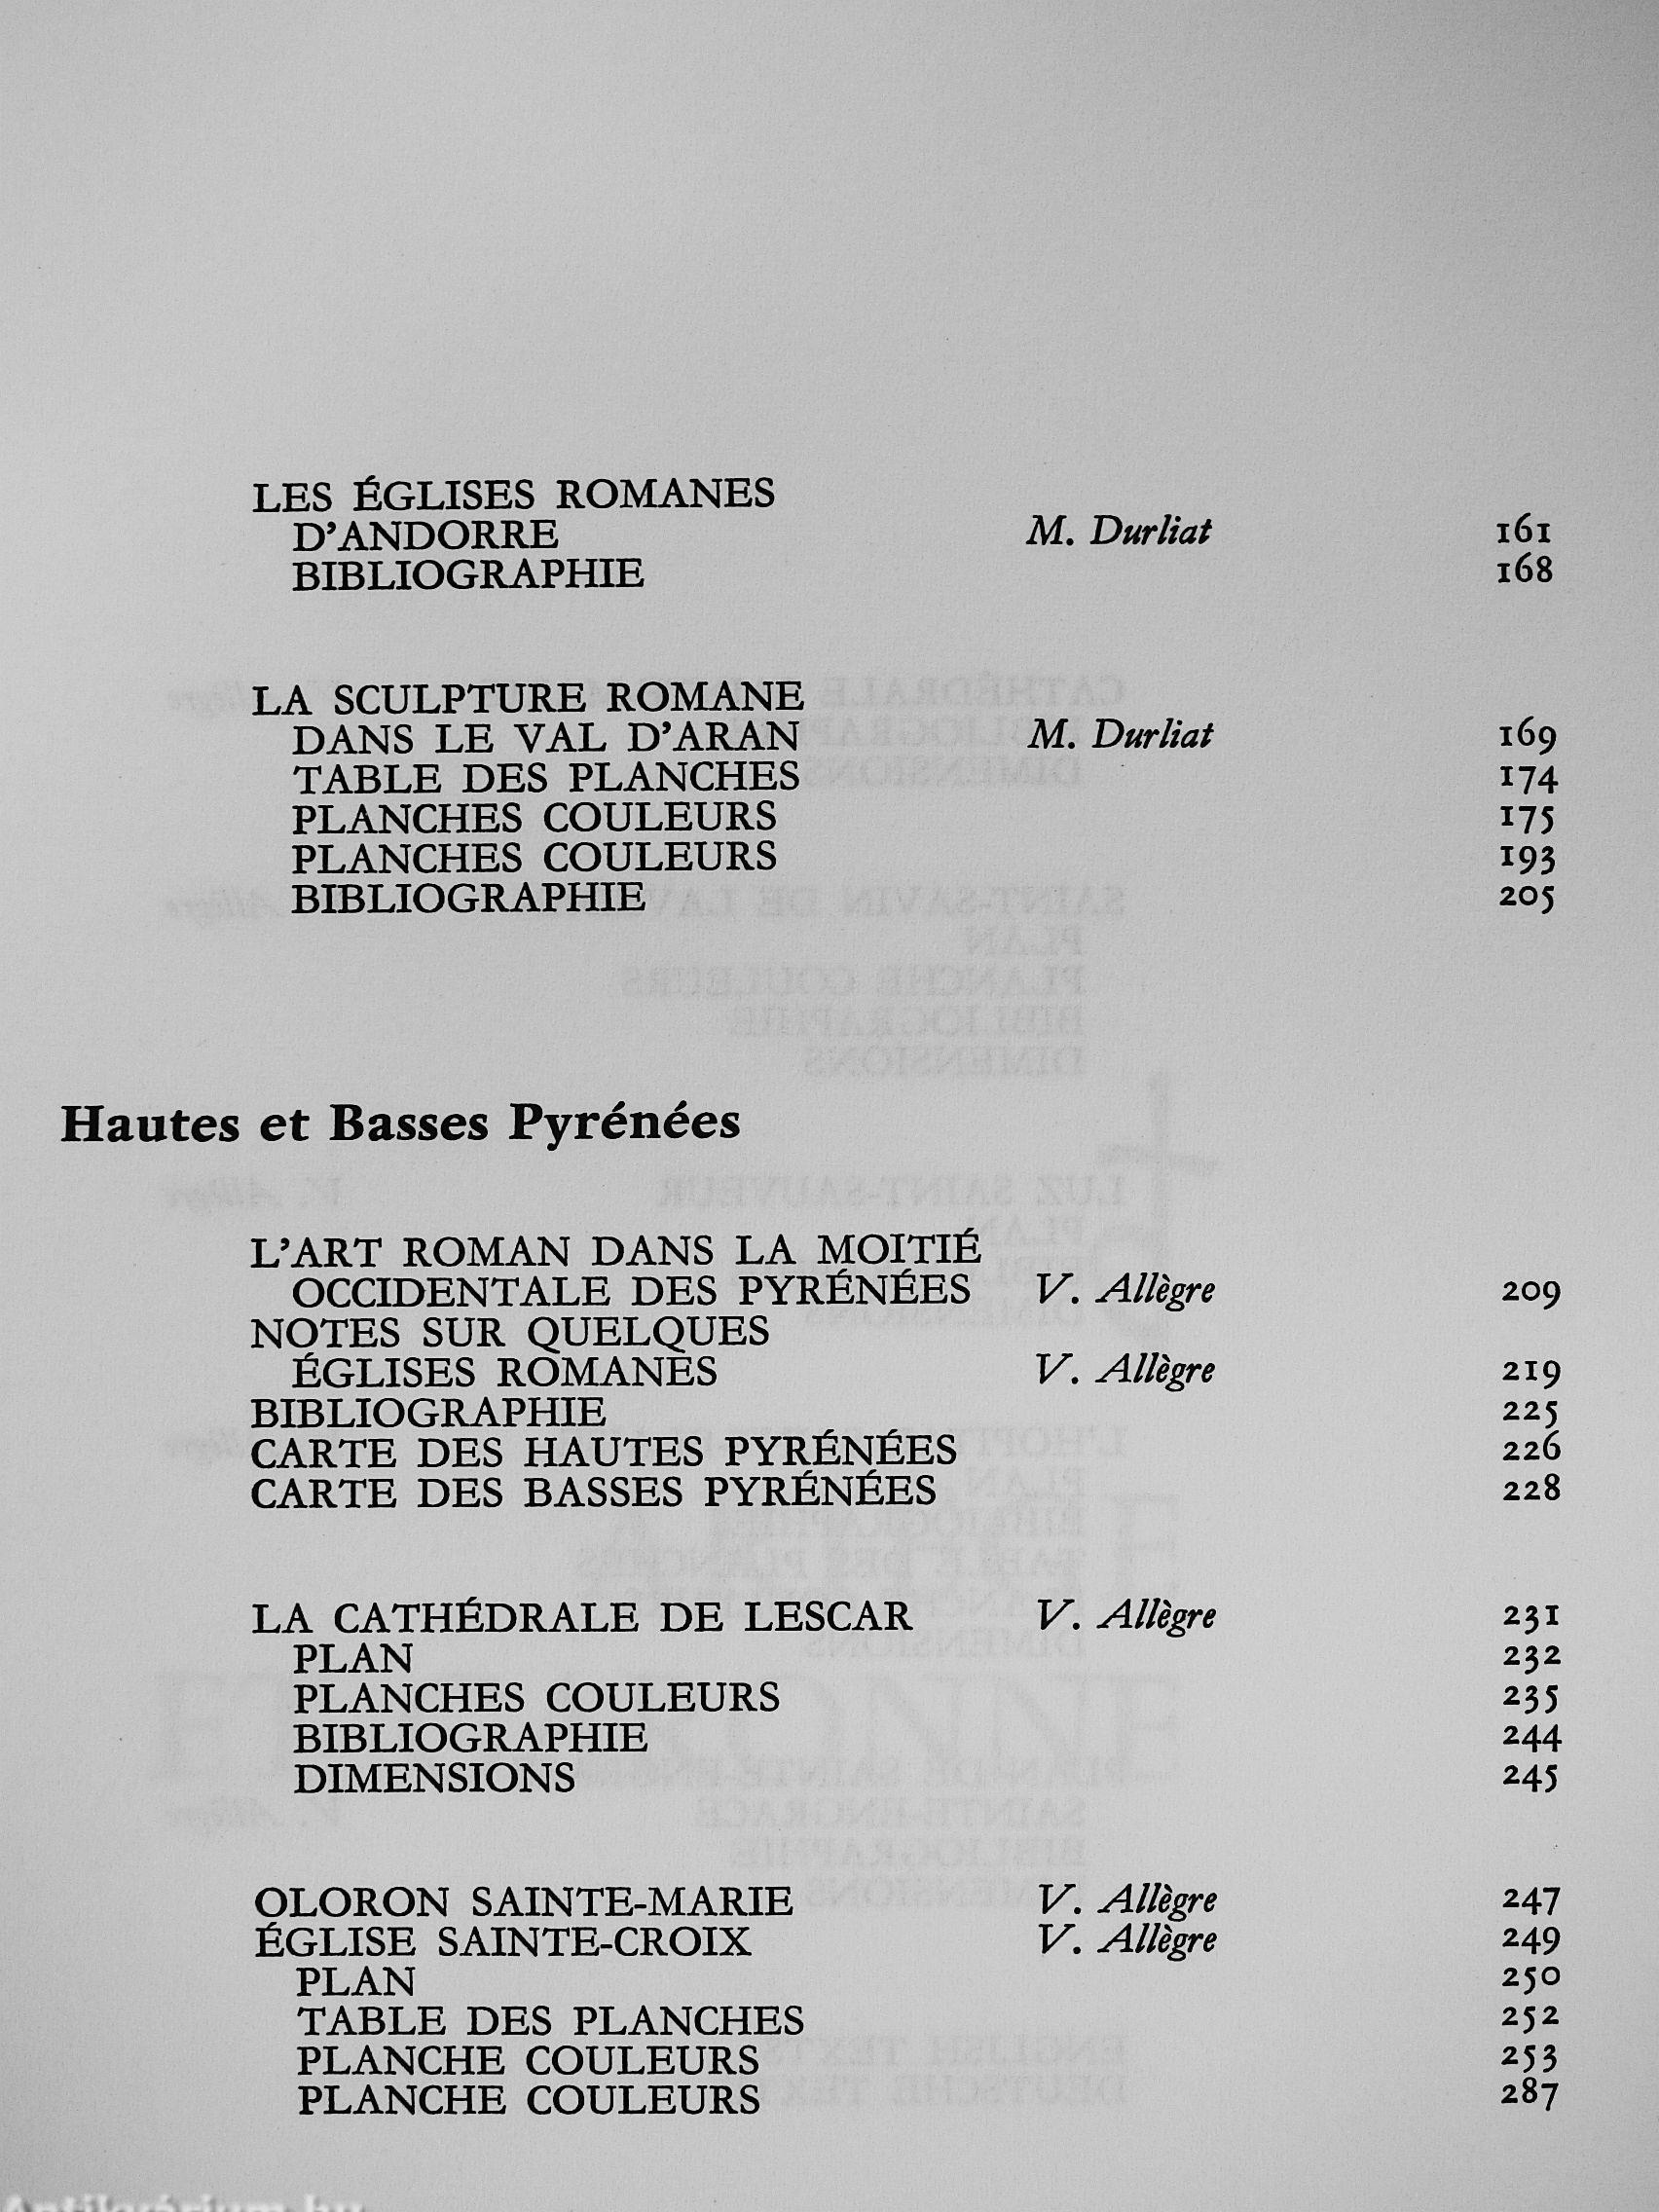 LES ÉGLISES ROMANES
D'ANDORRE M. Durliat 161
BIBLIOGRAPHIE 168
LA SCULPTURE ROMANE
DANS LE VAL D'ARAN M. Durliat 169
TABLE DES PLANCHES 174
PLANCHES COULEURS 175
PLANCHES COULEURS 193
BIBLIOGRAPHIE 205
Hautes et Basses Pyrénées
L'ART ROMAN DANS LA MOITIÉ
OCCIDENTALE DES PYRÉNÉES V. Allègre 209
NOTES SUR QUELQUES
ÉGLISES ROMANES V. Allègre 219
BIBLIOGRAPHIE 225
CARTE DES HAUTES PYRÉNÉES 226
CARTE DES BASSES PYRÉNÉES 228
LA CATHÉDRALE DE LESCAR V. Allègre 231
PLAN 232
PLANCHES COULEURS 235
BIBLIOGRAPHIE 244
DIMENSIONS 245
OLORON SAINTE-MARIE V. Allègre 247
ÉGLISE SAINTE-CROIX V. Allègre 249
PLAN 250
TABLE DES PLANCHES 252
PLANCHE COULEURS 253
PLANCHE COULEURS 287
Antikvárium.hu